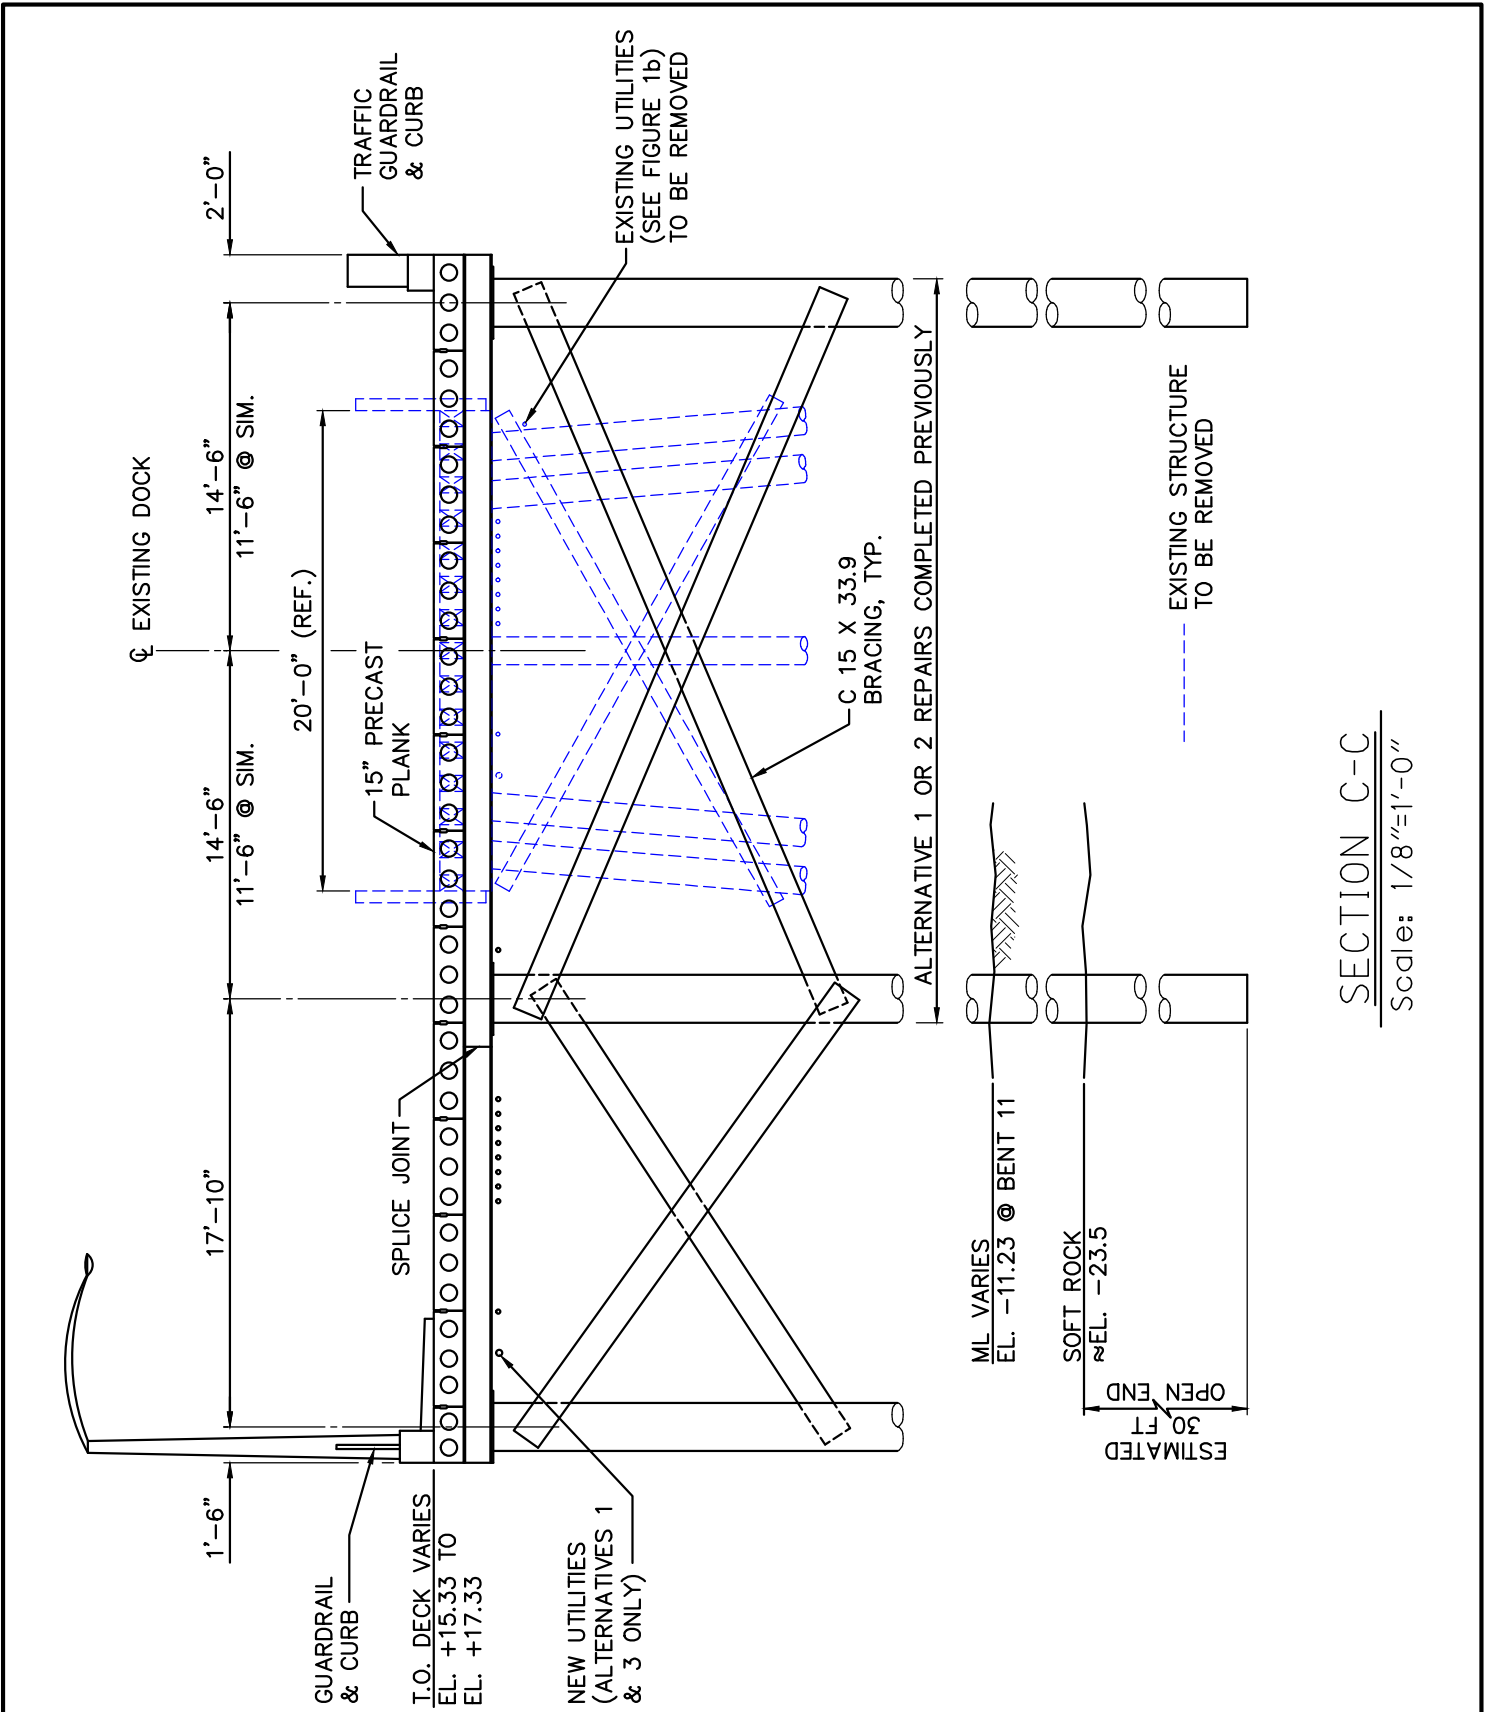 1'-6"
17'-10"
14'-6"
11'-6" @ SIM.
14'-6"
11'-6" @ SIM.
2'-0"
℄ EXISTING DOCK
20'-0" (REF.)
GUARDRAIL
& CURB
T.O. DECK VARIES
EL. +15.33 TO
EL. +17.33
SPLICE JOINT
15" PRECAST
PLANK
TRAFFIC
GUARDRAIL
& CURB
NEW UTILITIES
(ALTERNATIVES 1
& 3 ONLY)
EXISTING UTILITIES
(SEE FIGURE 1b)
TO BE REMOVED
C 15 X 33.9
BRACING, TYP.
ALTERNATIVE 1 OR 2 REPAIRS COMPLETED PREVIOUSLY
ML VARIES
EL. -11.23 @ BENT 11
SOFT ROCK
≈EL. -23.5
ESTIMATED
30 FT
OPEN END
EXISTING STRUCTURE
TO BE REMOVED
SECTION C-C
Scale: 1/8"=1'-0"